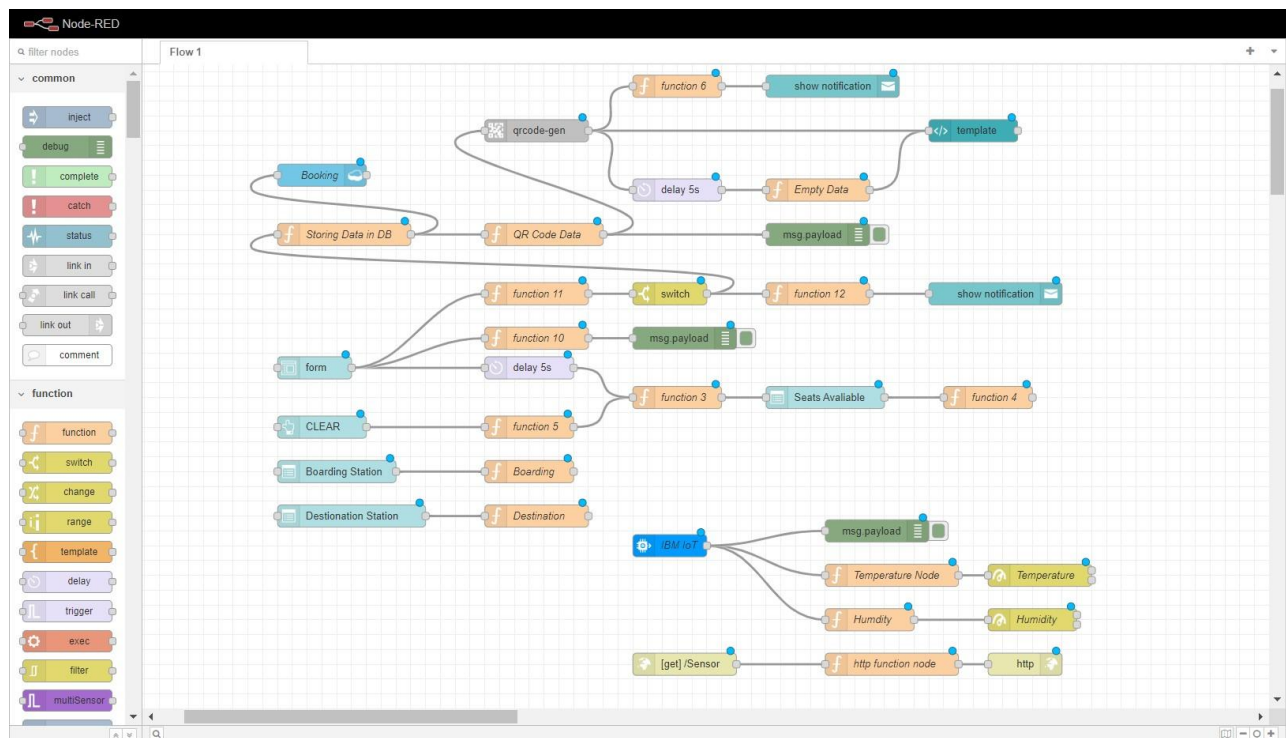 Node-RED
filter nodes
Flow 1
common
inject
debug
complete
catch
status
link in
link call
link out
comment
function
function
switch
change
range
template
delay
trigger
exec
filter
multiSensor
function 6
show notification
qrcode-gen
template
Booking
delay 5s
Empty Data
Storing Data in DB
QR Code Data
msg.payload
function 11
switch
function 12
show notification
function 10
msg.payload
form
delay 5s
function 3
Seats Avaliable
function 4
CLEAR
function 5
Boarding Station
Boarding
Destionation Station
Destination
msg.payload
IBM IoT
Temperature Node
Temperature
Humdity
Humidity
[get] /Sensor
http function node
http